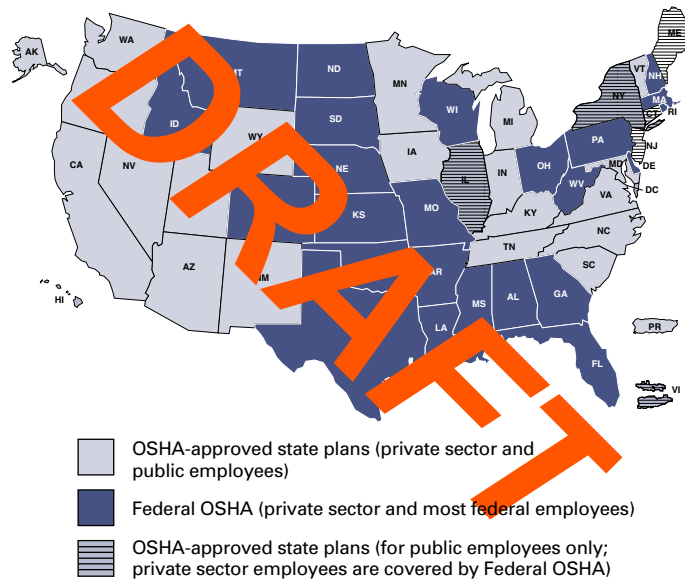 AK
WA
ME
MT
ND
MN
VT
NH
ID
SD
WI
NY
MA
CT
RI
WY
MI
IA
PA
NJ
NE
OH
CA
NV
IL
IN
MD
DE
WV
DC
VA
KS
MO
KY
AZ
NM
TN
NC
AR
SC
HI
MS
AL
GA
LA
PR
FL
VI
DRAFT
OSHA-approved state plans (private sector and
public employees)
Federal OSHA (private sector and most federal employees)
OSHA-approved state plans (for public employees only;
private sector employees are covered by Federal OSHA)